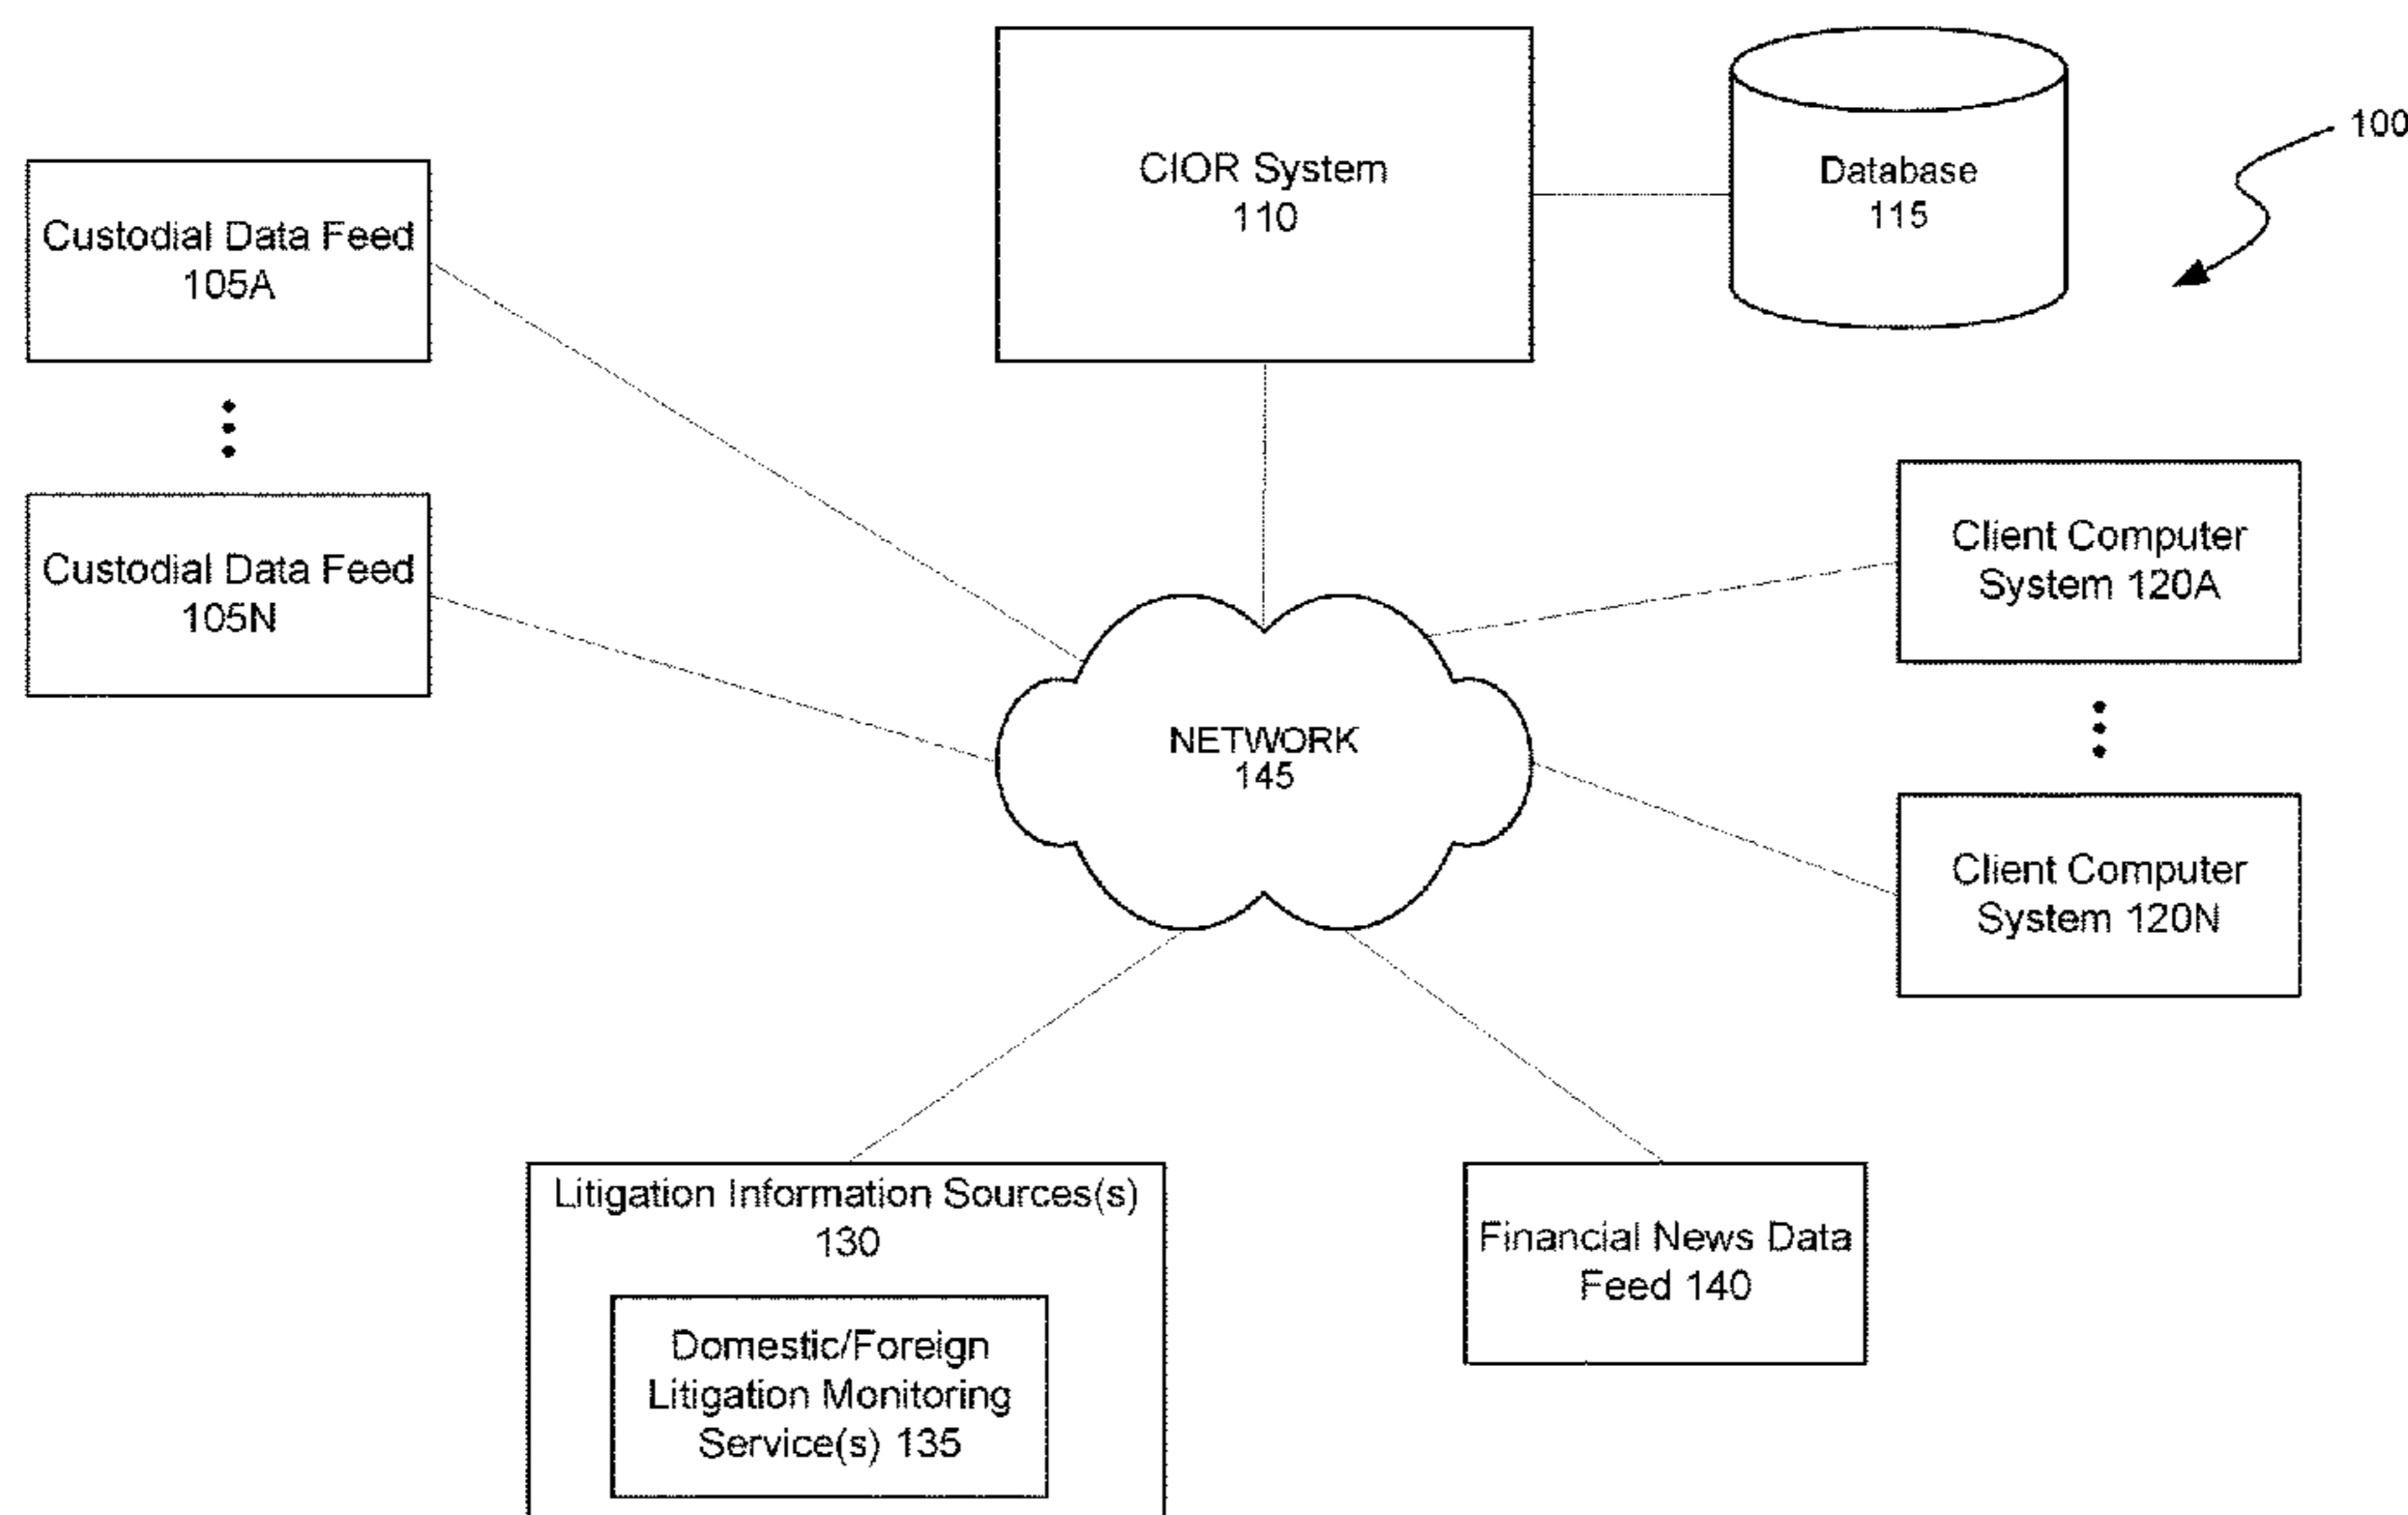 CIOR System
110
Database
115
100
Custodial Data Feed
105A
Custodial Data Feed
105N
Client Computer
System 120A
NETWORK
145
Client Computer
System 120N
Litigation Information Sources(s)
130
Domestic/Foreign
Litigation Monitoring
Service(s) 135
Financial News Data
Feed 140